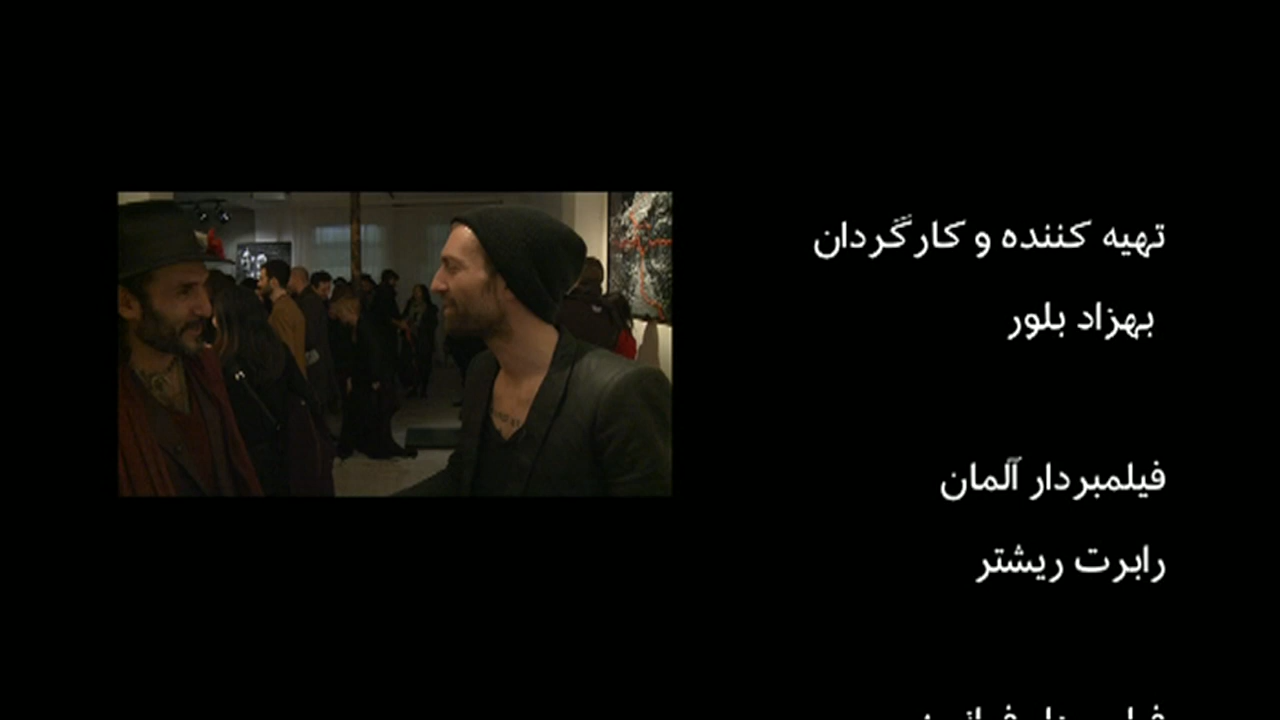 تهیه کننده و کارگردان
بهزاد بلور
فیلمبردار آلمان
رابرت ریشتر